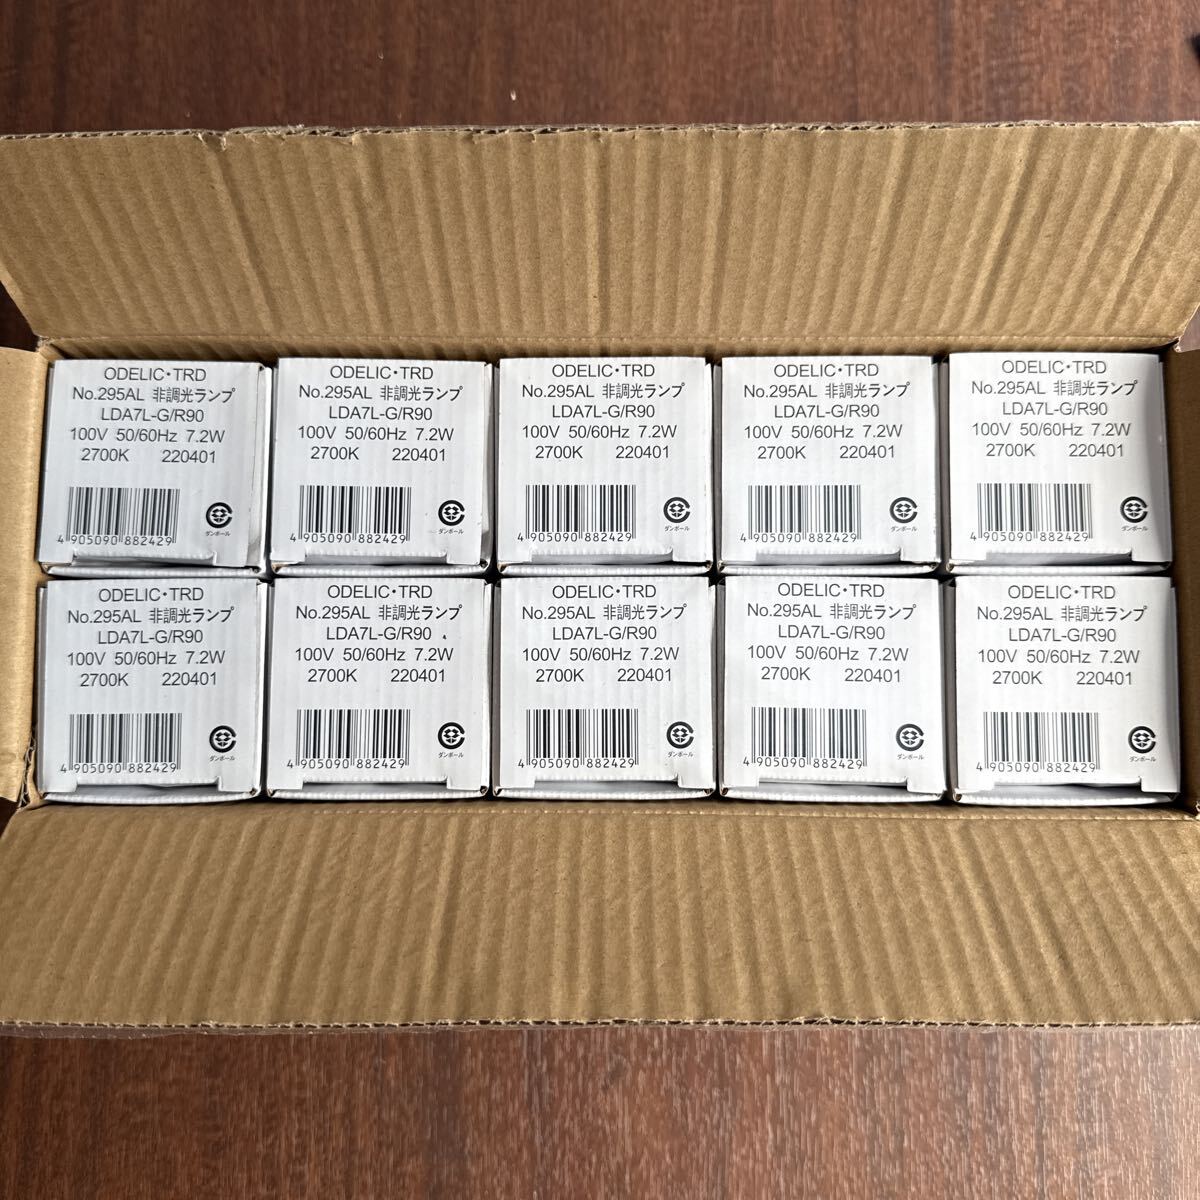 ODELIC・TRD
No.295AL 非調光ランプ
LDA7L-G/R90
100V 50/60Hz 7.2W
2700K 220401
4 905090 882429
ダンボール
ODELIC・TRD
No.295AL 非調光ランプ
LDA7L-G/R90
100V 50/60Hz 7.2W
2700K 220401
4 905090 882429
ダンボール
ODELIC・TRD
No.295AL 非調光ランプ
LDA7L-G/R90
100V 50/60Hz 7.2W
2700K 220401
4 905090 882429
ダンボール
ODELIC・TRD
No.295AL 非調光ランプ
LDA7L-G/R90
100V 50/60Hz 7.2W
2700K 220401
4 905090 882429
ダンボール
ODELIC・TRD
No.295AL 非調光ランプ
LDA7L-G/R90
100V 50/60Hz 7.2W
2700K 220401
4 905090 882429
ダンボール
ODELIC・TRD
No.295AL 非調光ランプ
LDA7L-G/R90
100V 50/60Hz 7.2W
2700K 220401
4 905090 882429
ダンボール
ODELIC・TRD
No.295AL 非調光ランプ
LDA7L-G/R90
100V 50/60Hz 7.2W
2700K 220401
4 905090 882429
ダンボール
ODELIC・TRD
No.295AL 非調光ランプ
LDA7L-G/R90
100V 50/60Hz 7.2W
2700K 220401
4 905090 882429
ダンボール
ODELIC・TRD
No.295AL 非調光ランプ
LDA7L-G/R90
100V 50/60Hz 7.2W
2700K 220401
4 905090 882429
ダンボール
ODELIC・TRD
No.295AL 非調光ランプ
LDA7L-G/R90
100V 50/60Hz 7.2W
2700K 220401
4 905090 882429
ダンボール